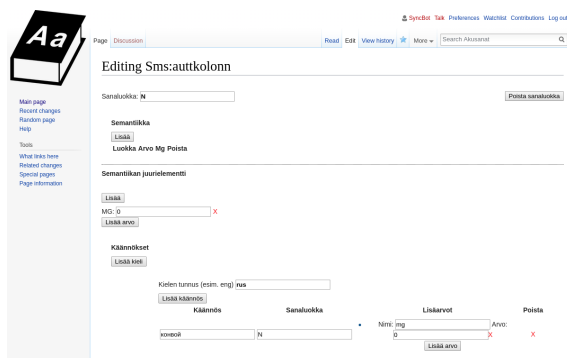 Aa
SyncBot Talk Preferences Watchlist Contributions Log out
Page Discussion Read Edit View history More Search Akusanat
Editing Sms:auttkolonn
Sanaluokka: N Poista sanaluokka
Main page
Recent changes
Random page
Help
Tools
What links here
Related changes
Special pages
Page information
Semantiikka
Lisää
Luokka Arvo Mg Poista
Semantiikan juurielementti
Lisää
MG: 0 X
Lisää arvo
Käännökset
Lisää kieli
Kielen tunnus (esim. eng) rus
Lisää käännös
Käännös Sanaluokka Lisäarvot Poista
Nimi: mg Arvo:
конвой N 0 X X
Lisää arvo